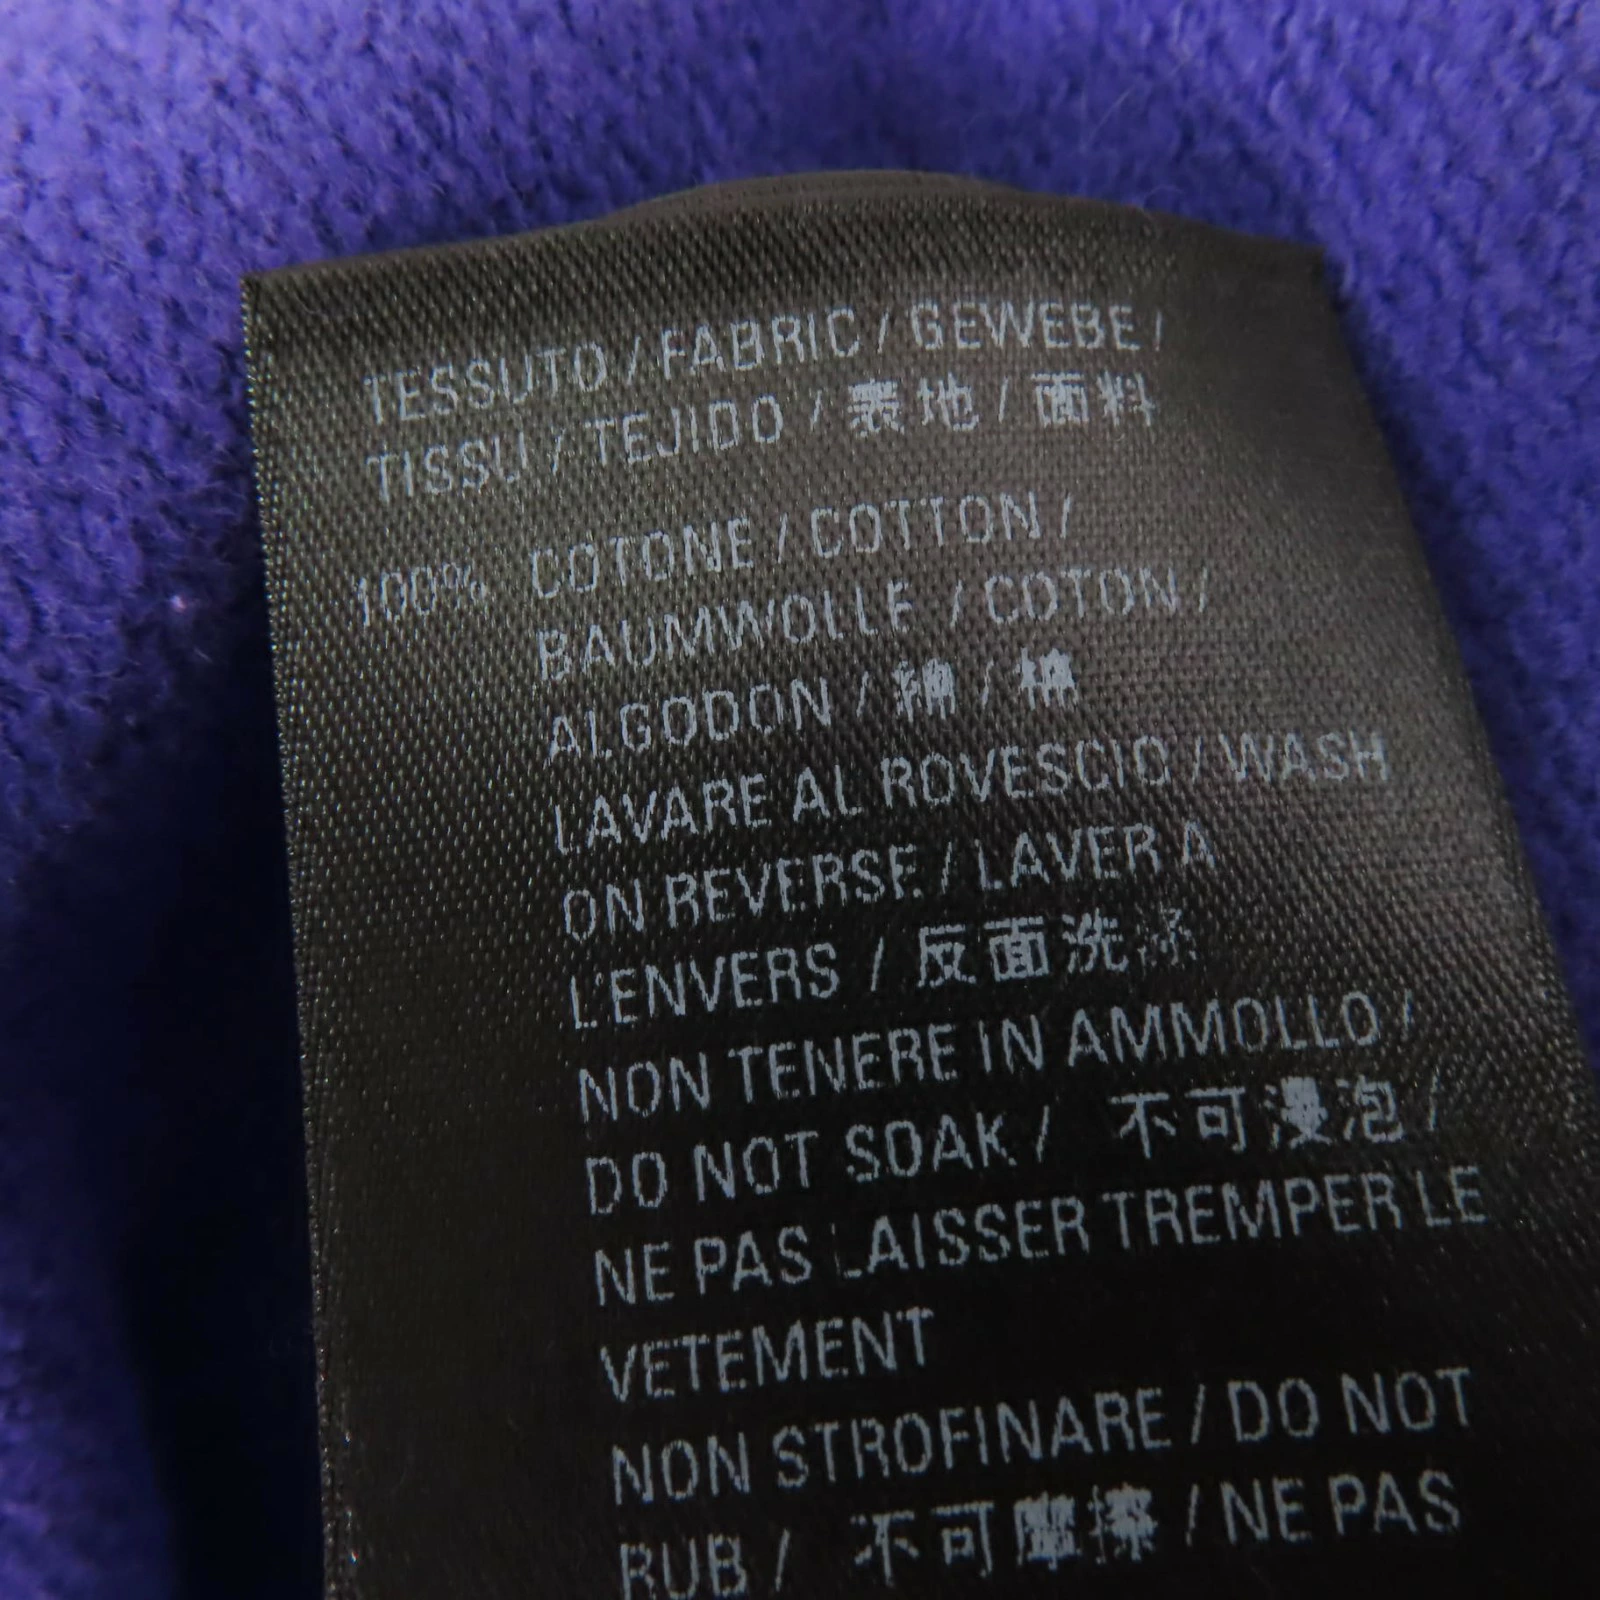 TESSUTO / FABRIC / GEWEBE /
TISSU / TEJIDO / 表地 / 面料
100% COTONE / COTTON /
BAUMWOLLE / COTON /
ALGODON / 綿 / 棉
LAVARE AL ROVESCIO / WASH
ON REVERSE / LAVER A
L'ENVERS / 反面洗涤
NON TENERE IN AMMOLLO /
DO NOT SOAK / 不可浸泡 /
NE PAS LAISSER TREMPER LE
VETEMENT
NON STROFINARE / DO NOT
RUB / 不可摩擦 / NE PAS